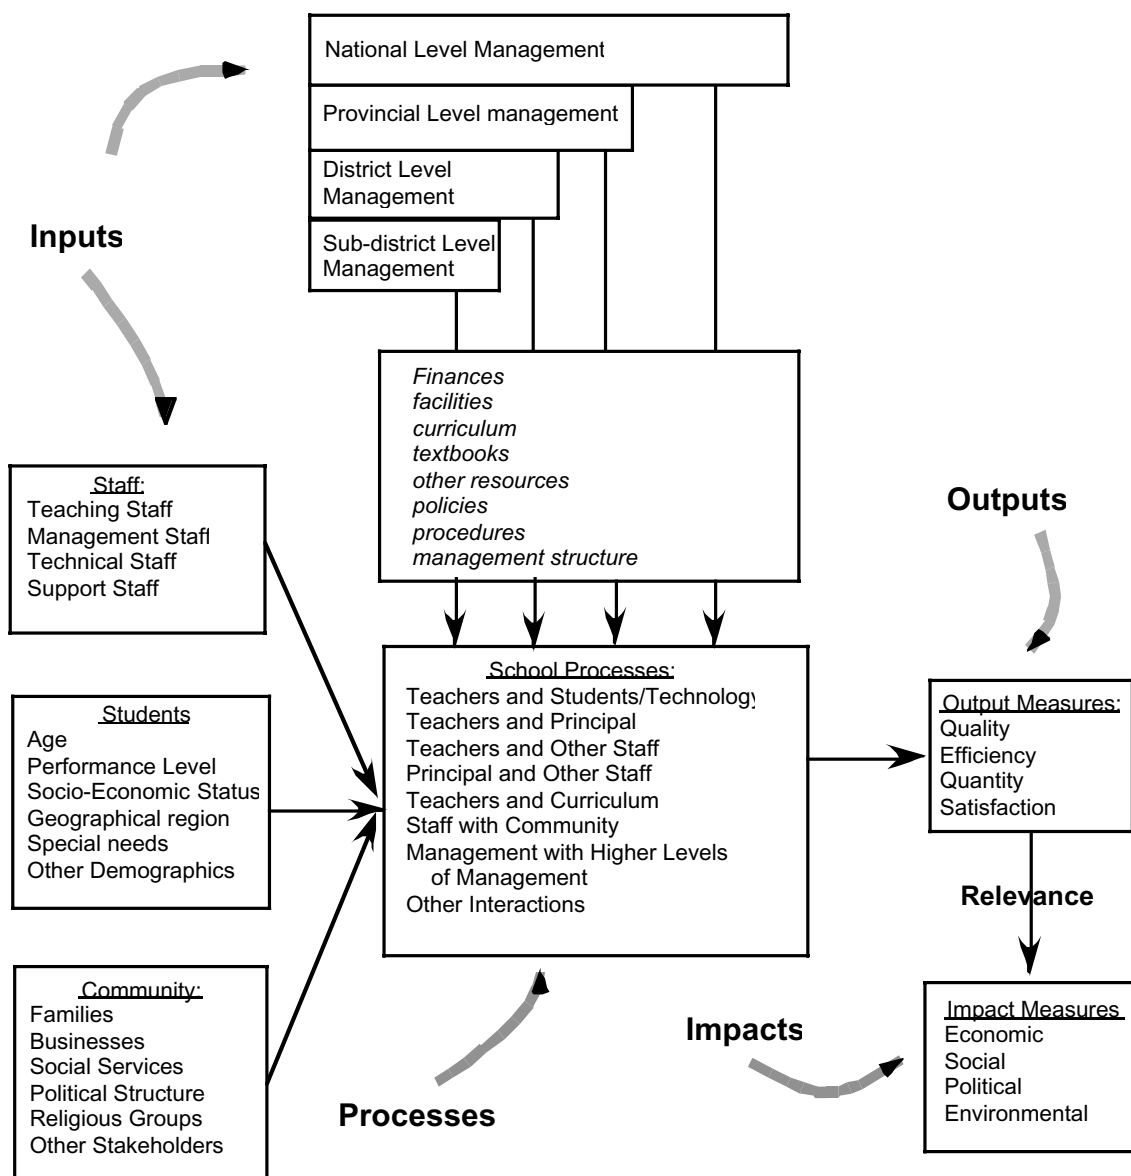 National Level Management
Provincial Level management
District Level
Management
Sub-district Level
Management
Inputs
Finances
facilities
curriculum
textbooks
other resources
policies
procedures
management structure
Staff:
Teaching Staff
Management Staff
Technical Staff
Support Staff
Students
Age
Performance Level
Socio-Economic Status
Geographical region
Special needs
Other Demographics
Community:
Families
Businesses
Social Services
Political Structure
Religious Groups
Other Stakeholders
School Processes:
Teachers and Students/Technology
Teachers and Principal
Teachers and Other Staff
Principal and Other Staff
Teachers and Curriculum
Staff with Community
Management with Higher Levels
of Management
Other Interactions
Processes
Outputs
Output Measures:
Quality
Efficiency
Quantity
Satisfaction
Relevance
Impacts
Impact Measures
Economic
Social
Political
Environmental